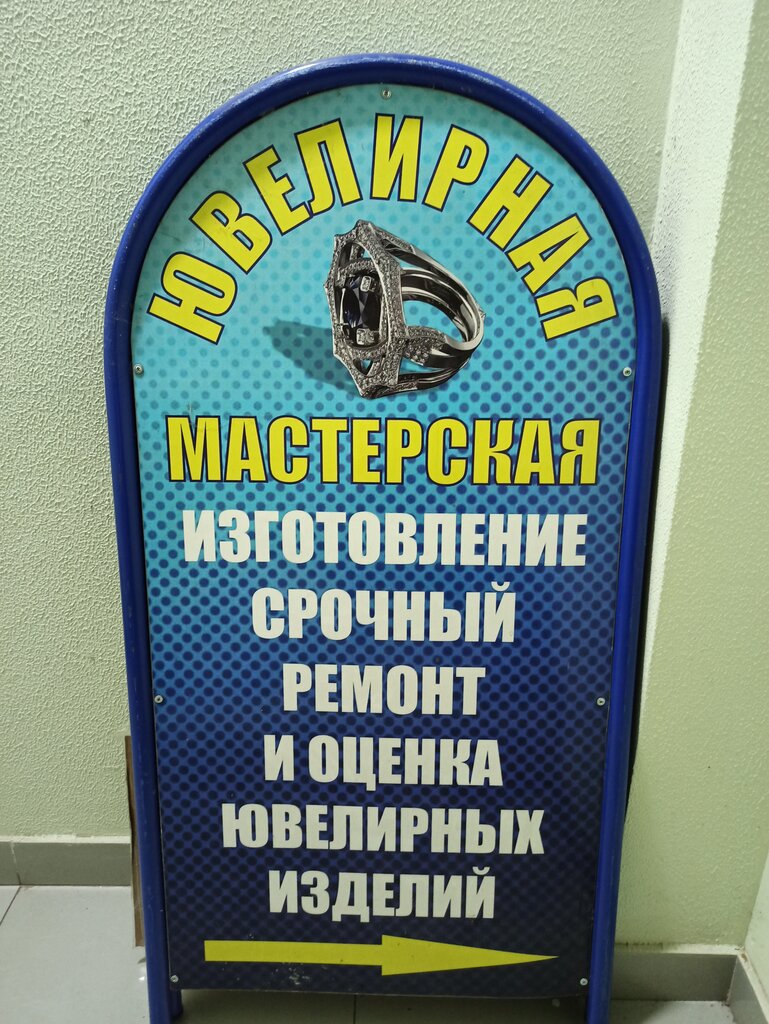 ЮВЕЛИРНАЯ
МАСТЕРСКАЯ
ИЗГОТОВЛЕНИЕ
СРОЧНЫЙ
РЕМОНТ
И ОЦЕНКА
ЮВЕЛИРНЫХ
ИЗДЕЛИЙ